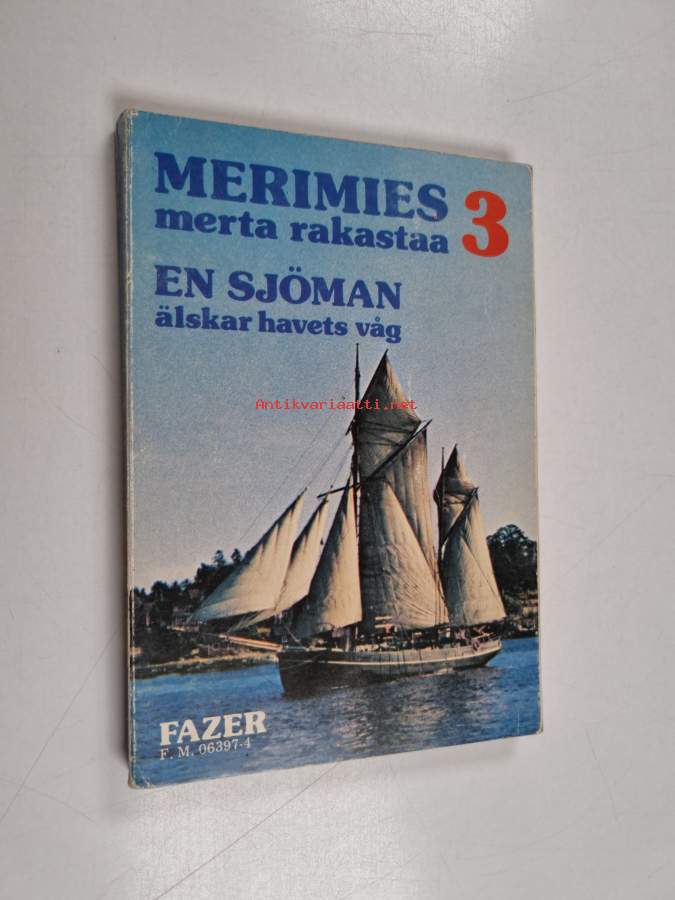 MERIMIES
merta rakastaa 3
EN SJÖMAN
älskar havets våg
Antikvariaatti.net
FAZER
F. M. 06397-4